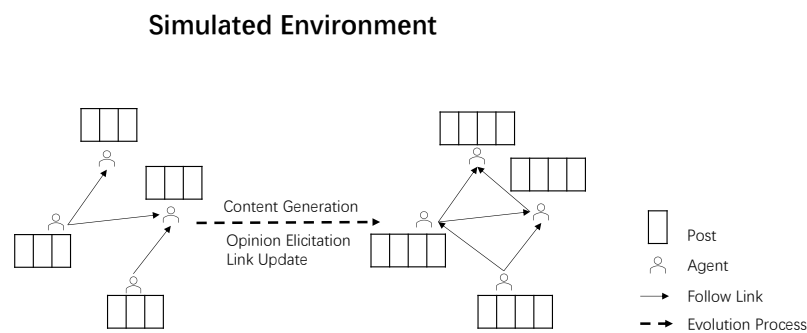 Simulated Environment
Content Generation
Opinion Elicitation
Link Update
Post
Agent
Follow Link
Evolution Process